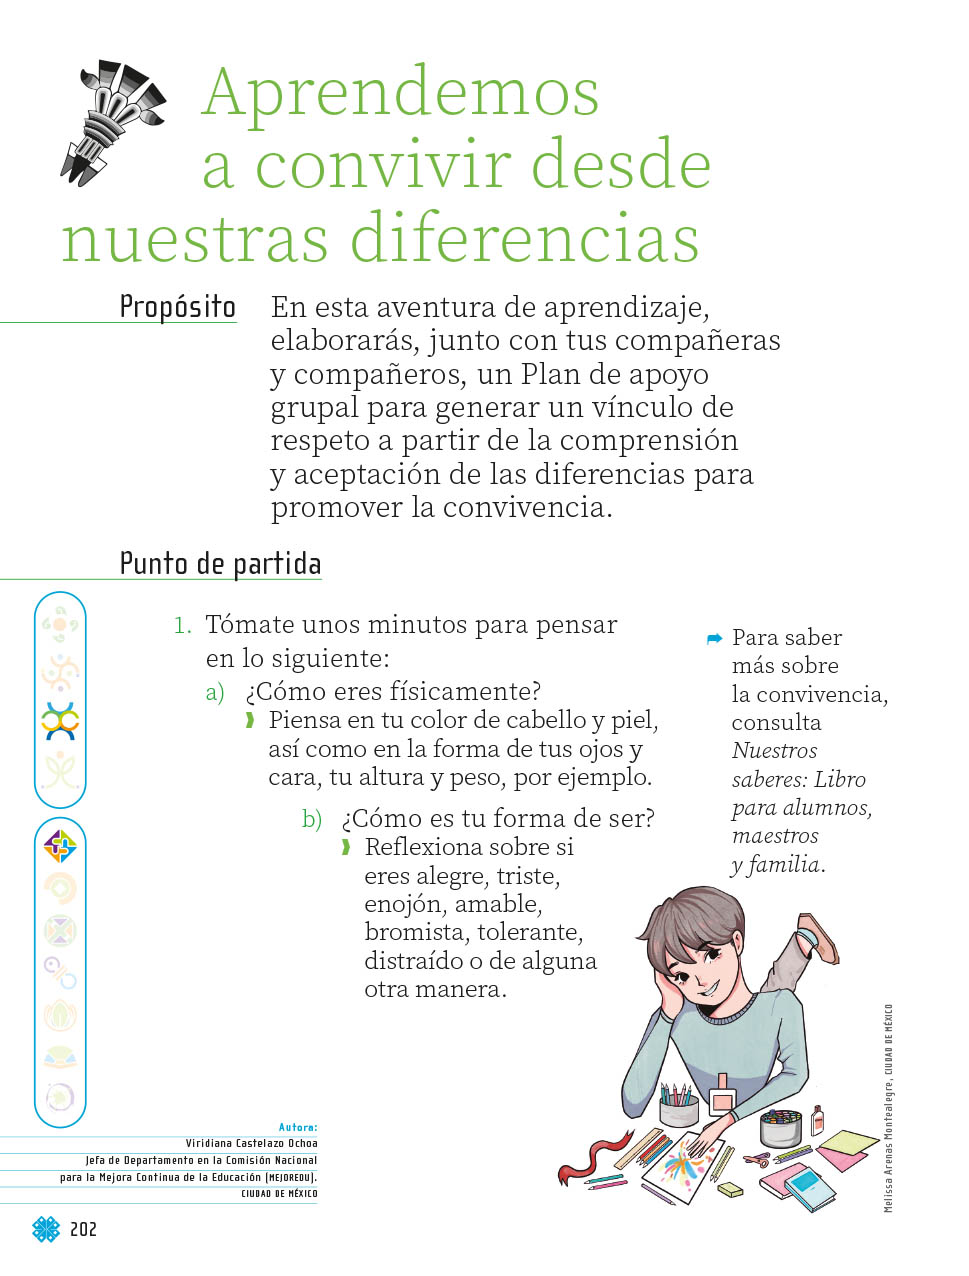 Aprendemos
a convivir desde
nuestras diferencias
Propósito
En esta aventura de aprendizaje,
elaborarás, junto con tus compañeras
y compañeros, un Plan de apoyo
grupal para generar un vínculo de
respeto a partir de la comprensión
y aceptación de las diferencias para
promover la convivencia.
Punto de partida
1. Tómate unos minutos para pensar
en lo siguiente:
a) ¿Cómo eres físicamente?
Piensa en tu color de cabello y piel,
así como en la forma de tus ojos y
cara, tu altura y peso, por ejemplo.
b) ¿Cómo es tu forma de ser?
Reflexiona sobre si
eres alegre, triste,
enojón, amable,
bromista, tolerante,
distraído o de alguna
otra manera.
Para saber
más sobre
la convivencia,
consulta
Nuestros
saberes: Libro
para alumnos,
maestros
y familia.
Melissa Arenas Montealegre, CIUDAD DE MÉXICO
Autora:
Viridiana Castelazo Ochoa
Jefa de Departamento en la Comisión Nacional
para la Mejora Continua de la Educación (MEJOREDU).
CIUDAD DE MÉXICO
202